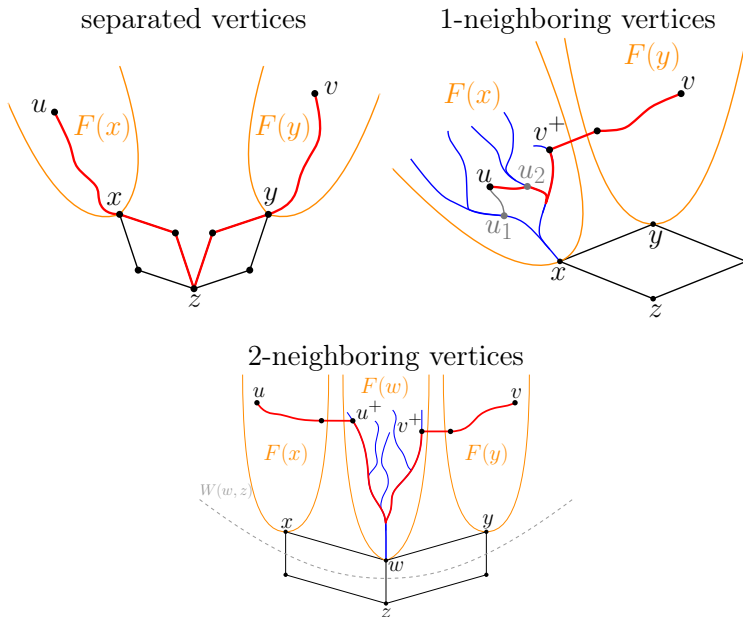 separated vertices
u
F(x)
F(y)
v
x
y
z
1-neighboring vertices
F(x)
F(y)
v
v⁺
u
u₂
u₁
x
y
z
2-neighboring vertices
u
u⁺
F(w)
v⁺
v
F(x)
F(y)
W(w, z)
x
y
w
z